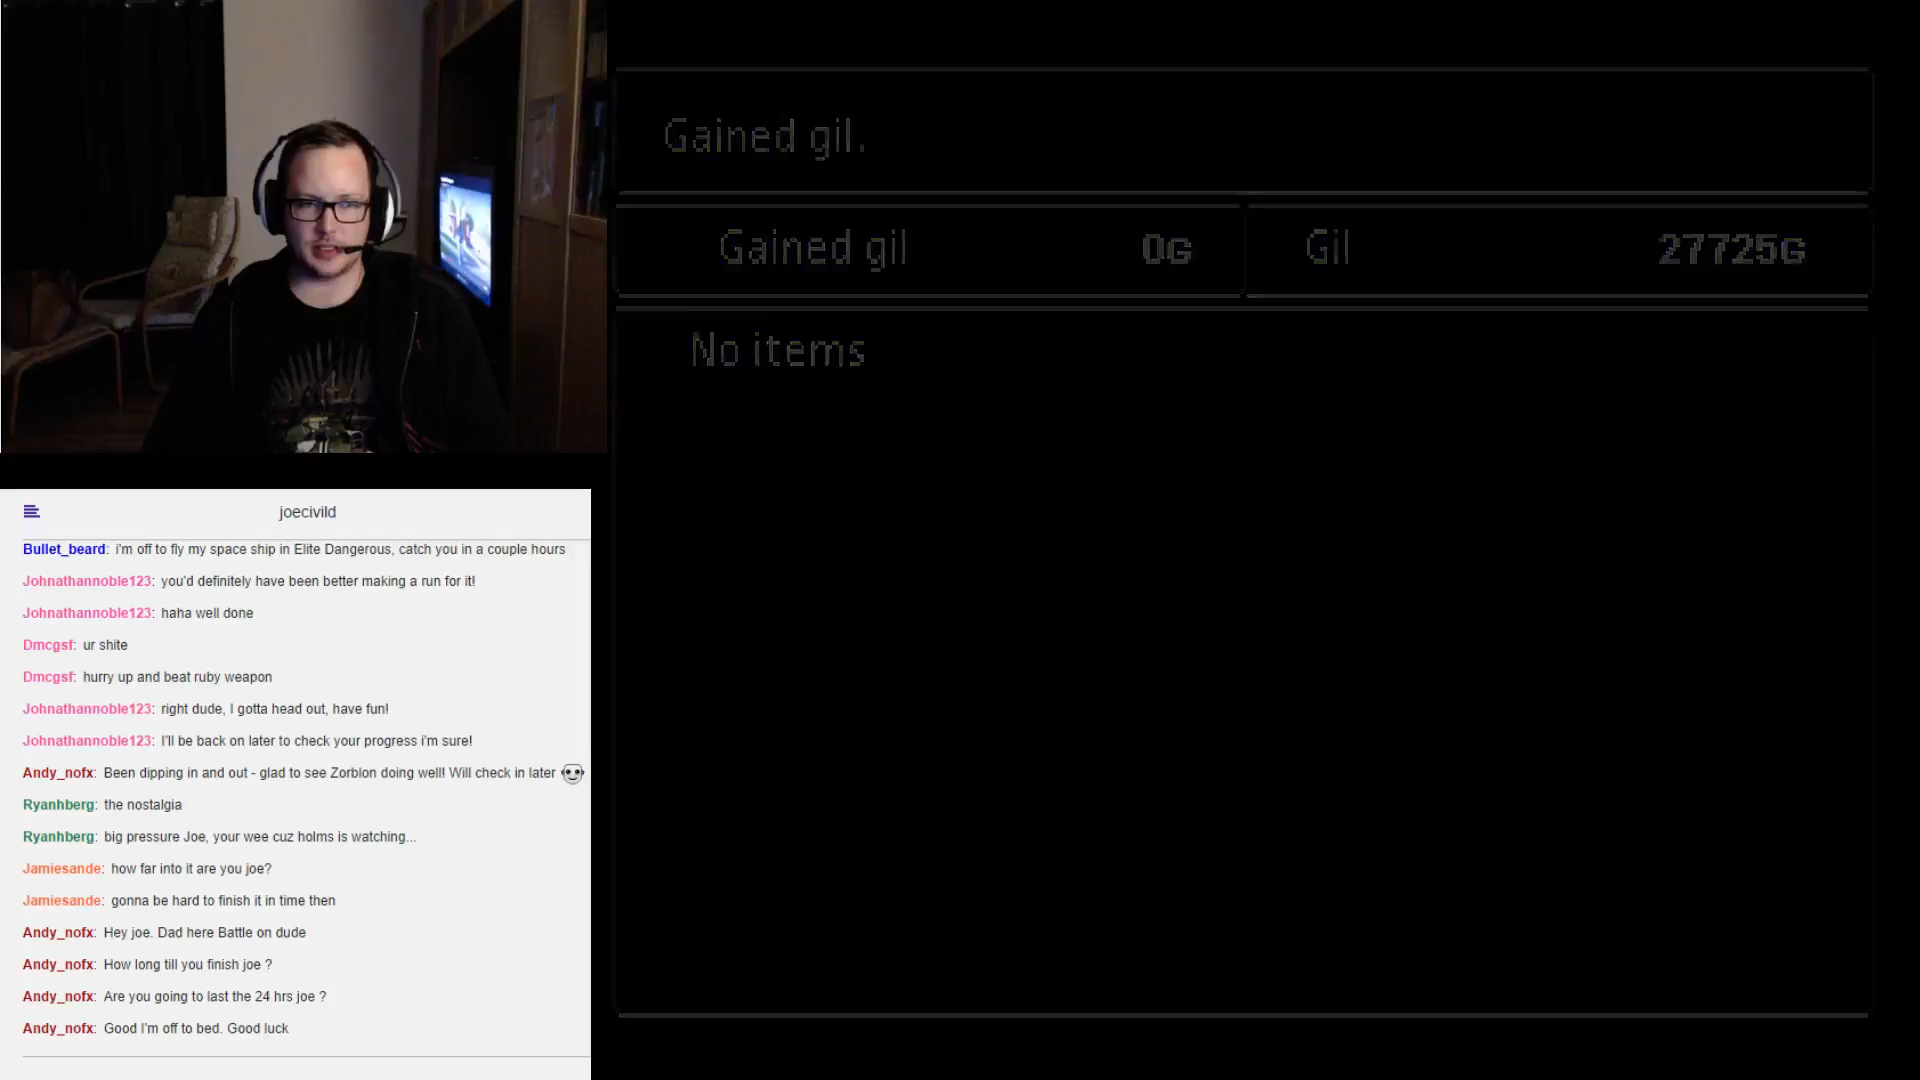 Gained gil.
Gained gil 0G Gil 27725G
No items
joecivild
Bullet_beard: i'm off to fly my space ship in Elite Dangerous, catch you in a couple hours
Johnathannoble123: you'd definitely have been better making a run for it!
Johnathannoble123: haha well done
Dmcgsf: ur shite
Dmcgsf: hurry up and beat ruby weapon
Johnathannoble123: right dude, I gotta head out, have fun!
Johnathannoble123: I'll be back on later to check your progress i'm sure!
Andy_nofx: Been dipping in and out - glad to see Zorblon doing well! Will check in later
Ryanhberg: the nostalgia
Ryanhberg: big pressure Joe, your wee cuz holms is watching...
Jamiesande: how far into it are you joe?
Jamiesande: gonna be hard to finish it in time then
Andy_nofx: Hey joe. Dad here Battle on dude
Andy_nofx: How long till you finish joe ?
Andy_nofx: Are you going to last the 24 hrs joe ?
Andy_nofx: Good I'm off to bed. Good luck